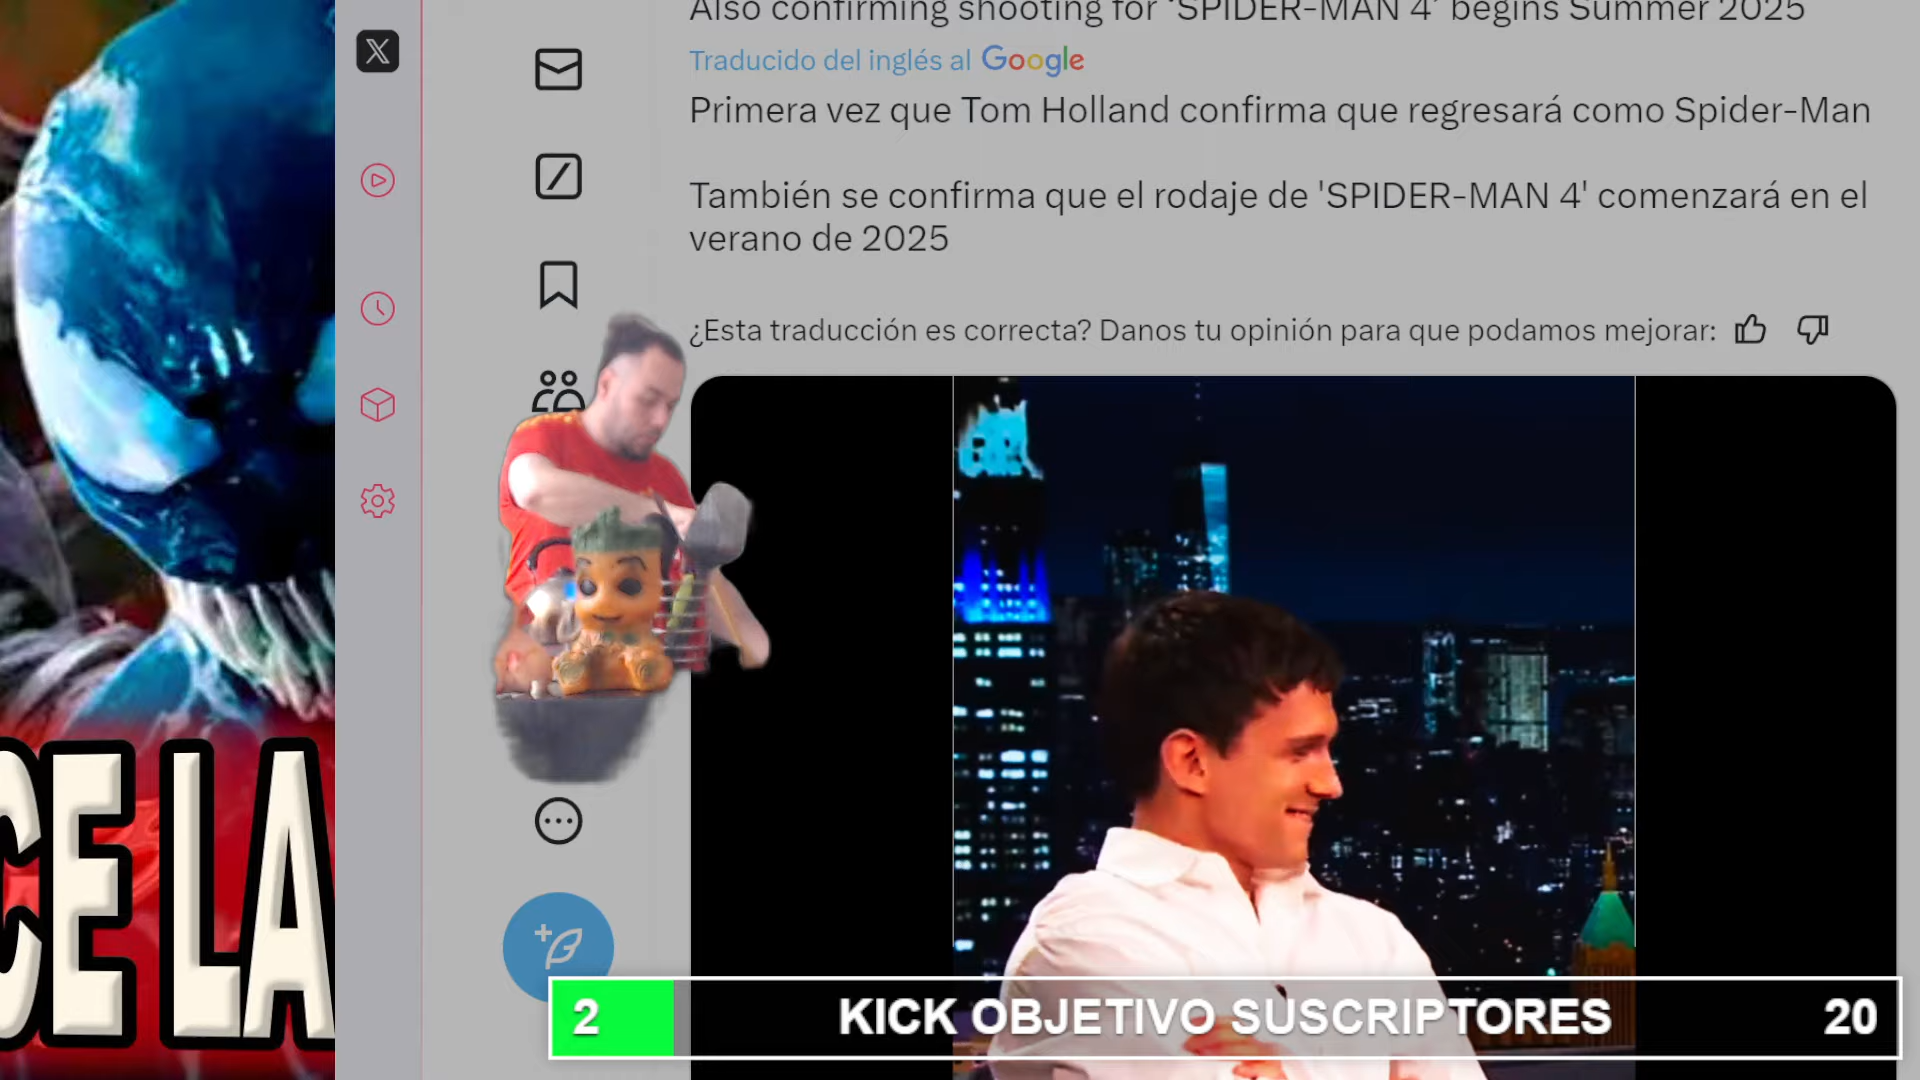 Also confirming shooting for 'SPIDER-MAN 4' begins Summer 2025
Traducido del inglés al Google
Primera vez que Tom Holland confirma que regresará como Spider-Man
También se confirma que el rodaje de 'SPIDER-MAN 4' comenzará en el
verano de 2025
¿Esta traducción es correcta? Danos tu opinión para que podamos mejorar:
CE LA
2 KICK OBJETIVO SUSCRIPTORES 20